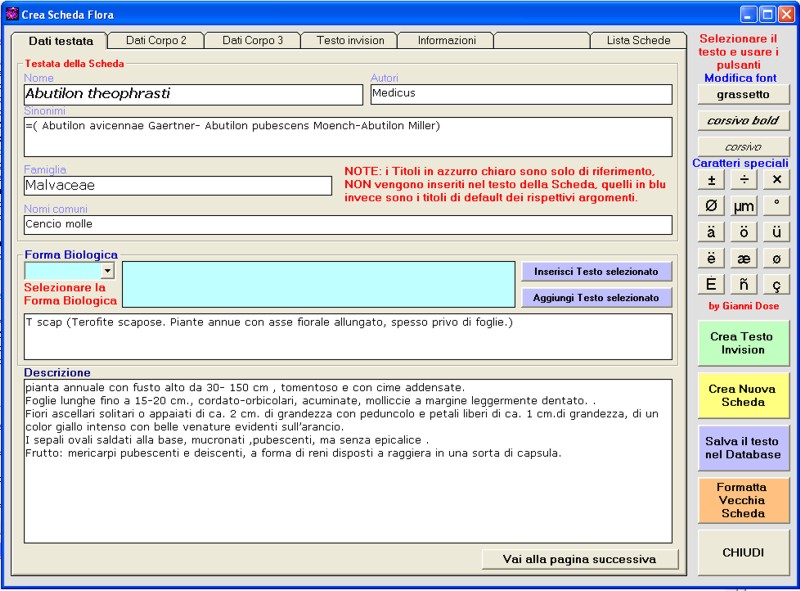 Crea Scheda Flora
Dati testata
Dati Corpo 2
Dati Corpo 3
Testo invision
Informazioni
Lista Schede
Testata della Scheda
Nome
Autori
Abutilon theophrasti
Medicus
Sinonimi
=( Abutilon avicennae Gaertner- Abutilon pubescens Moench-Abutilon Miller)
Famiglia
Malvaceae
NOTE: i Titoli in azzurro chiaro sono solo di riferimento,
NON vengono inseriti nel testo della Scheda, quelli in blu
invece sono i titoli di default dei rispettivi argomenti.
Nomi comuni
Cencio molle
Forma Biologica
Selezionare la
Forma Biologica
Inserisci Testo selezionato
Aggiungi Testo selezionato
T scap (Terofite scapose. Piante annue con asse fiorale allungato, spesso privo di foglie.)
Descrizione
pianta annuale con fusto alto da 30- 150 cm , tomentoso e con cime addensate.
Foglie lunghe fino a 15-20 cm., cordato-orbicolari, acuminate, molliccie a margine leggermente dentato. .
Fiori ascellari solitari o appaiati di ca. 2 cm. di grandezza con peduncolo e petali liberi di ca. 1 cm.di grandezza, di un
color giallo intenso con belle venature evidenti sull'arancio.
I sepali ovali saldati alla base, mucronati ,pubescenti, ma senza epicalice .
Frutto: mericarpi pubescenti e deiscenti, a forma di reni disposti a raggiera in una sorta di capsula.
Vai alla pagina successiva
Selezionare il
testo e usare i
pulsanti
Modifica font
grassetto
corsivo bold
corsivo
Caratteri speciali
± ÷ ×
Ø µm °
ä ö ü
ë æ ø
È ñ ç
by Gianni Dose
Crea Testo
Invision
Crea Nuova
Scheda
Salva il testo
nel Database
Formatta
Vecchia
Scheda
CHIUDI